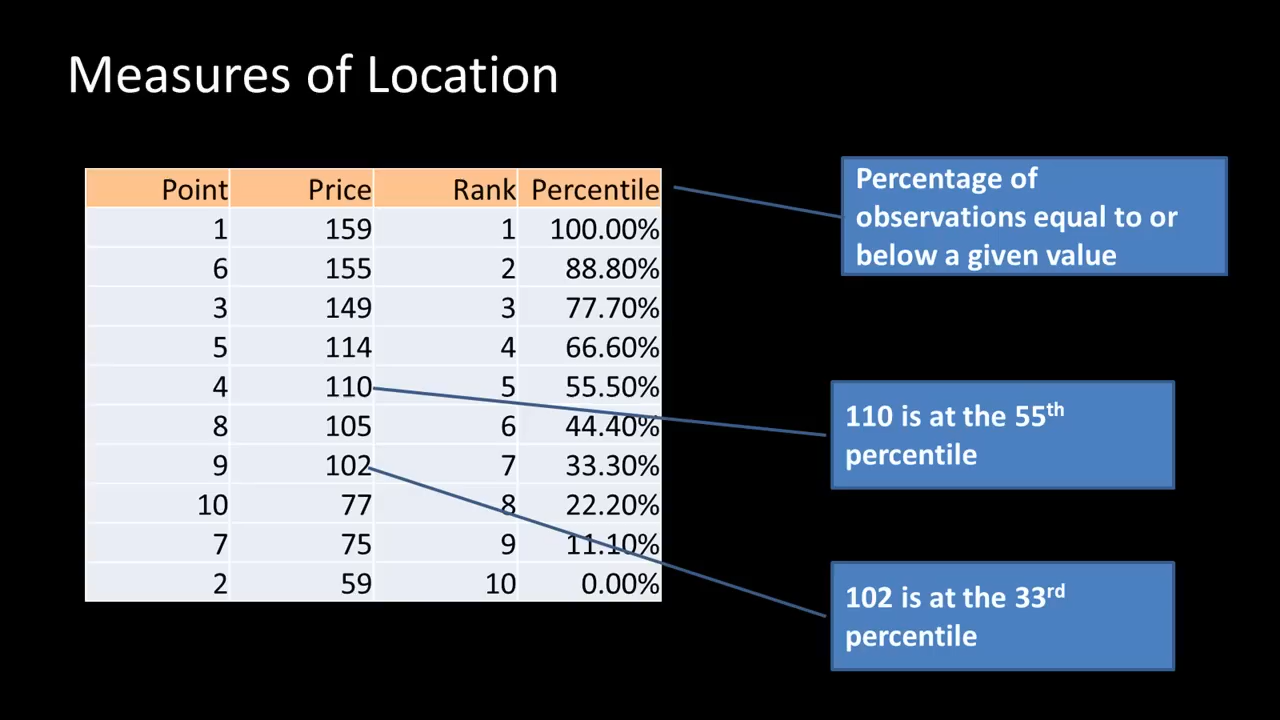 Measures of Location
Point Price Rank Percentile
1 159 1 100.00%
6 155 2 88.80%
3 149 3 77.70%
5 114 4 66.60%
4 110 5 55.50%
8 105 6 44.40%
9 102 7 33.30%
10 77 8 22.20%
7 75 9 11.10%
2 59 10 0.00%
Percentage of
observations equal to or
below a given value
110 is at the 55th
percentile
102 is at the 33rd
percentile